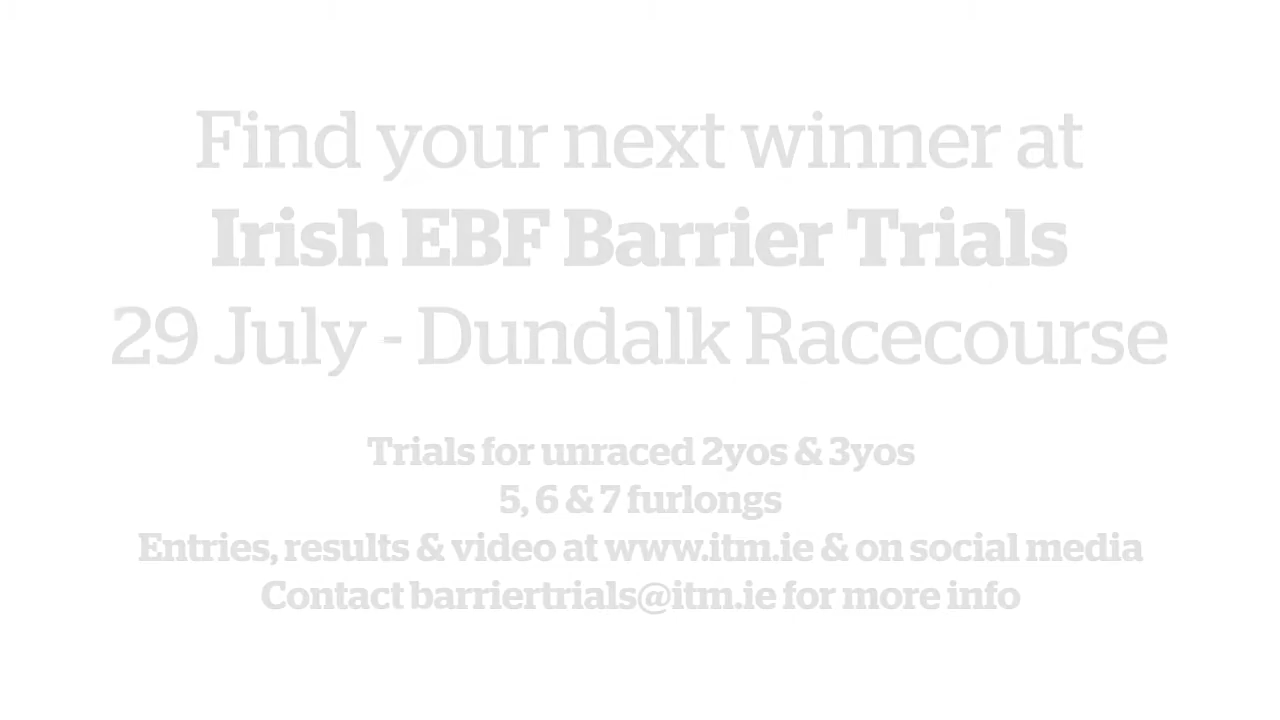 Find your next winner at
Irish EBF Barrier Trials
29 July - Dundalk Racecourse
Trials for unraced 2yos & 3yos
5, 6 & 7 furlongs
Entries, results & video at www.itm.ie & on social media
Contact barriertrials@itm.ie for more info